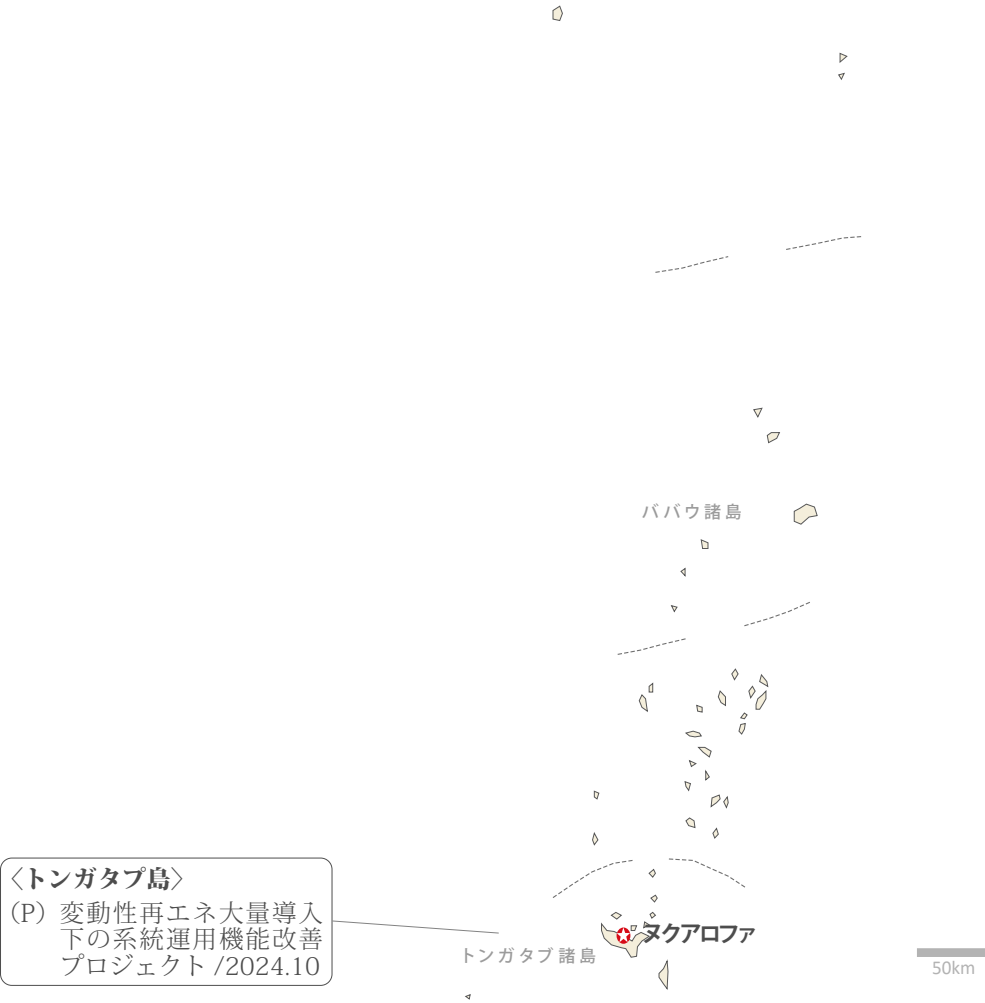 ババウ諸島
〈トンガタプ島〉
(P) 変動性再エネ大量導入
下の系統運用機能改善
プロジェクト /2024.10
ヌクアロファ
トンガタブ諸島
50km